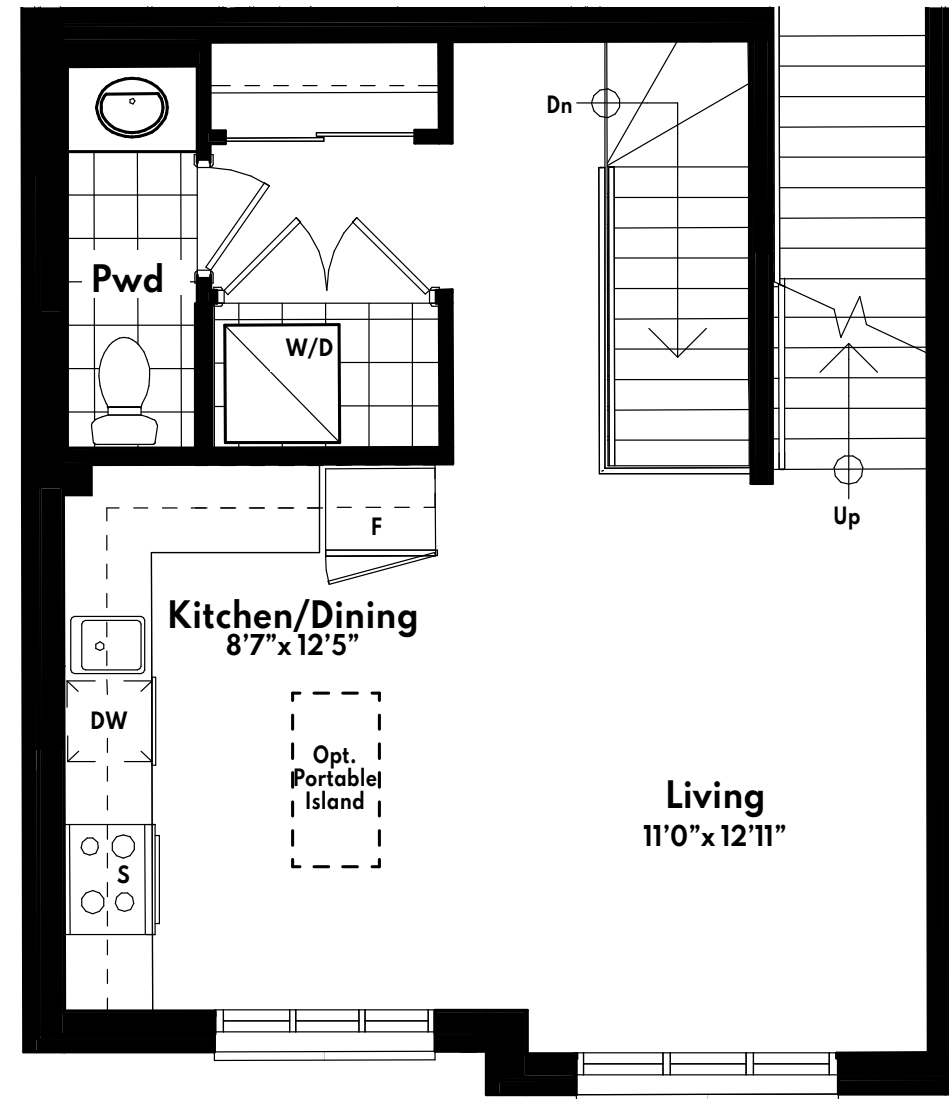 Dn
Pwd
W/D
Up
F
Kitchen/Dining
8’7”x 12’5”
DW
Opt.
Portable
Island
Living
11’0”x 12’11”
S